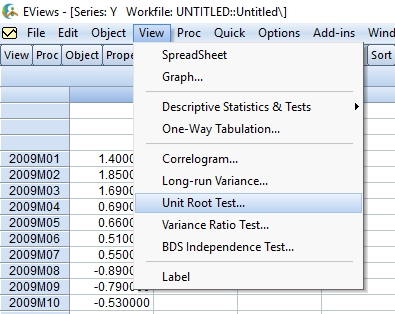 EViews - [Series: Y Workfile: UNTITLED::Untitled\]
File Edit Object View Proc Quick Options Add-ins Wind
View Proc Object Prope Sort
SpreadSheet
Graph...
Descriptive Statistics & Tests
One-Way Tabulation...
Correlogram...
Long-run Variance...
Unit Root Test...
Variance Ratio Test...
BDS Independence Test...
Label
2009M01 1.4000
2009M02 1.8500
2009M03 1.6900
2009M04 0.6900
2009M05 0.6600
2009M06 0.5100
2009M07 0.5500
2009M08 -0.8900
2009M09 -0.79000
2009M10 -0.530000